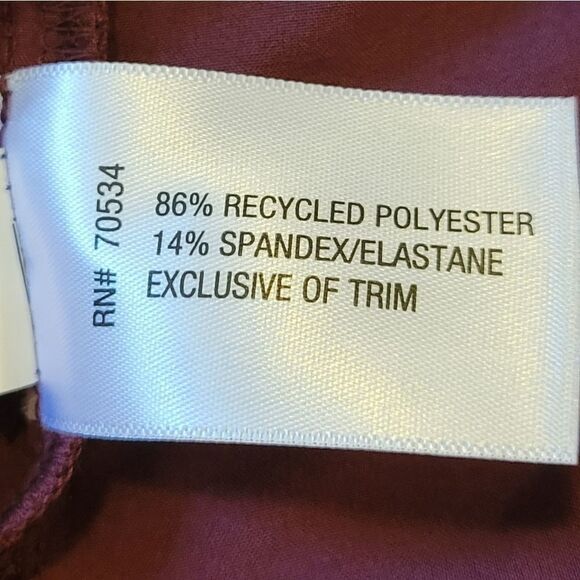 RN# 70534
86% RECYCLED POLYESTER
14% SPANDEX/ELASTANE
EXCLUSIVE OF TRIM